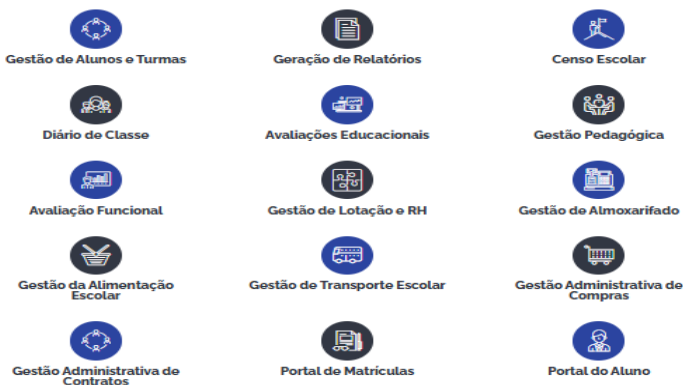 Gestão de Alunos e Turmas
Geração de Relatórios
Censo Escolar
Diário de Classe
Avaliações Educacionais
Gestão Pedagógica
Avaliação Funcional
Gestão de Lotação e RH
Gestão de Almoxarifado
Gestão da Alimentação
Escolar
Gestão de Transporte Escolar
Gestão Administrativa de
Compras
Gestão Administrativa de
Contratos
Portal de Matrículas
Portal do Aluno